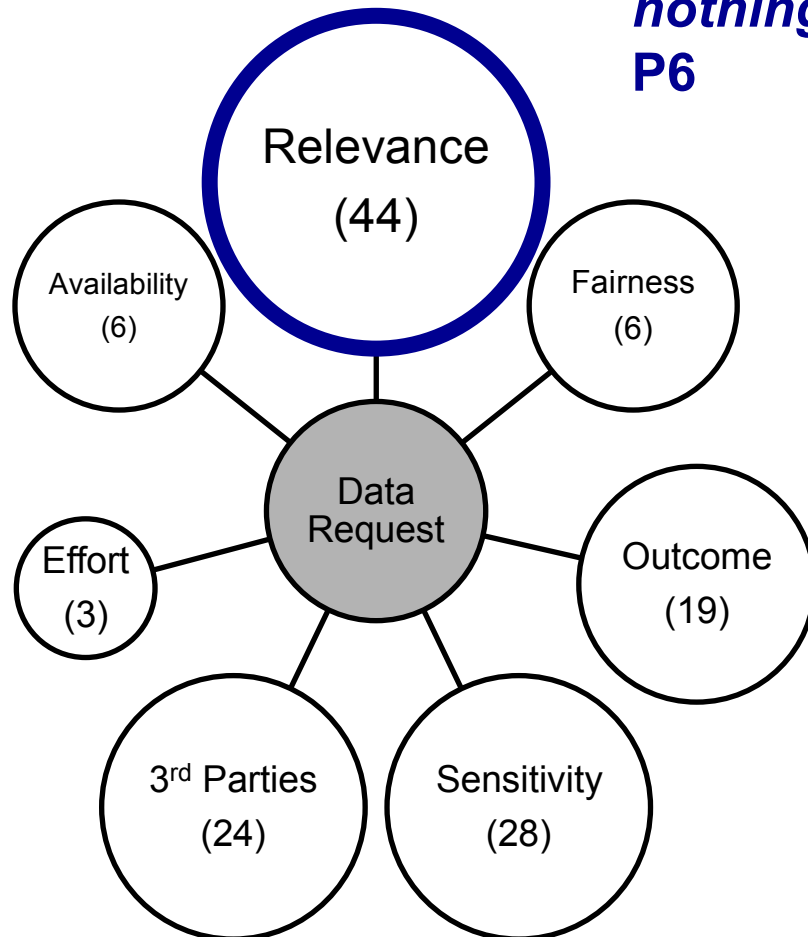 nothing
P6
Relevance
(44)
Availability
(6)
Fairness
(6)
Data
Request
Effort
(3)
Outcome
(19)
3rd Parties
(24)
Sensitivity
(28)